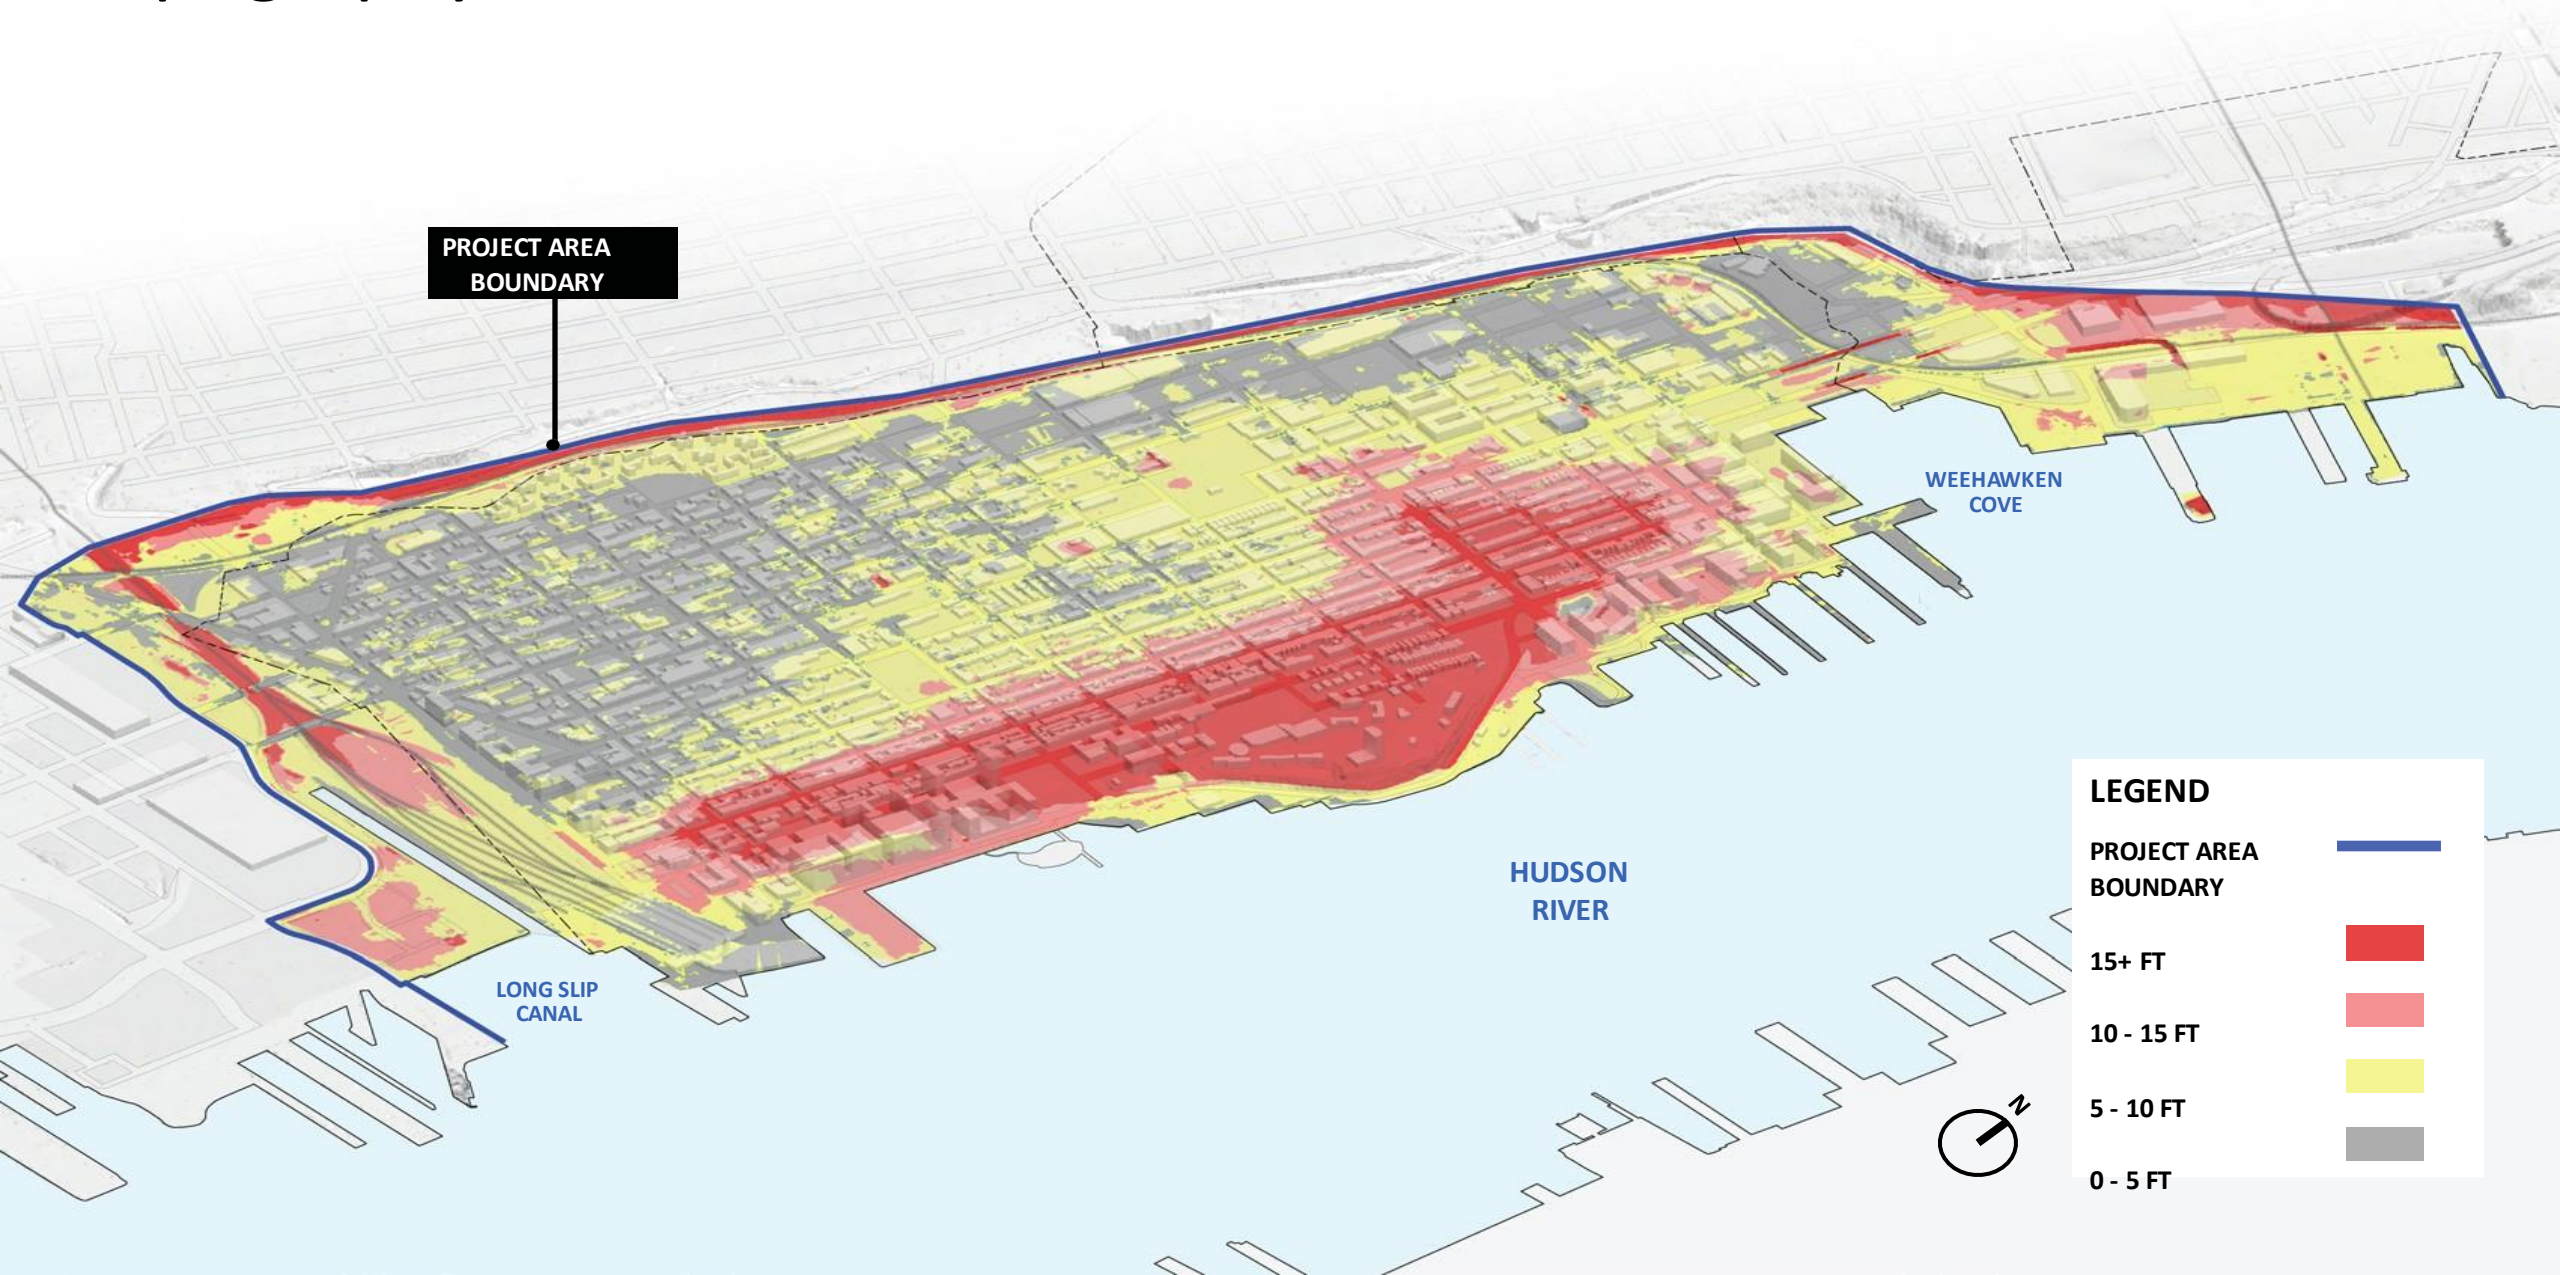 PROJECT AREA
BOUNDARY
WEEHAWKEN
COVE
HUDSON
RIVER
LONG SLIP
CANAL
LEGEND
PROJECT AREA
BOUNDARY
15+ FT
10 - 15 FT
5 - 10 FT
0 - 5 FT
N